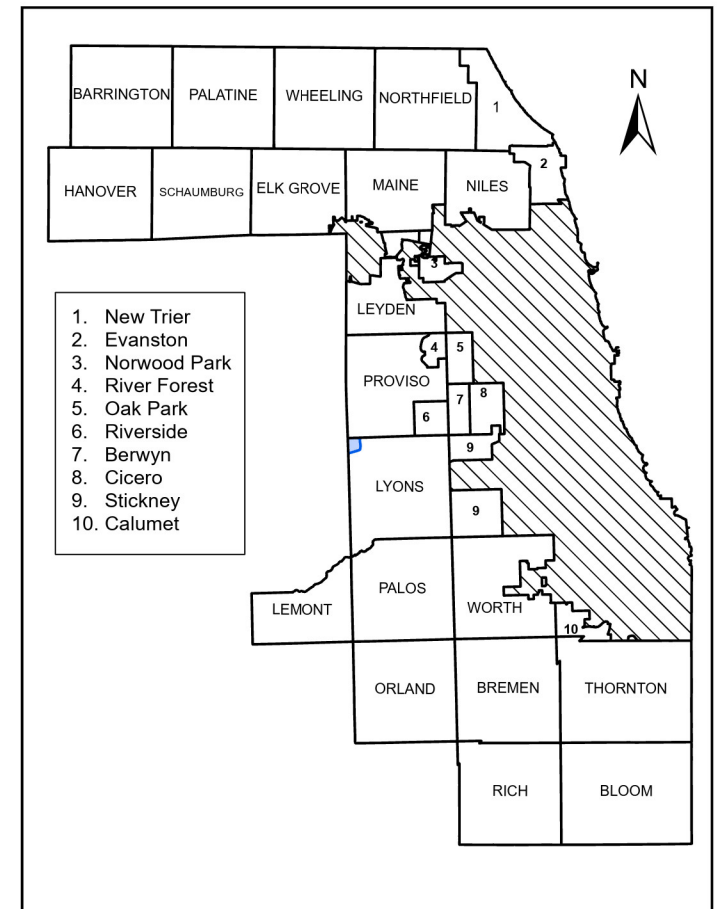 N
BARRINGTON PALATINE WHEELING NORTHFIELD 1
2
HANOVER SCHAUMBURG ELK GROVE MAINE NILES
3
LEYDEN
1. New Trier
2. Evanston
3. Norwood Park
4. River Forest
5. Oak Park
6. Riverside
7. Berwyn
8. Cicero
9. Stickney
10. Calumet
4 5
PROVISO
7 8
6
9
LYONS
9
PALOS
LEMONT WORTH
10
ORLAND BREMEN THORNTON
RICH BLOOM